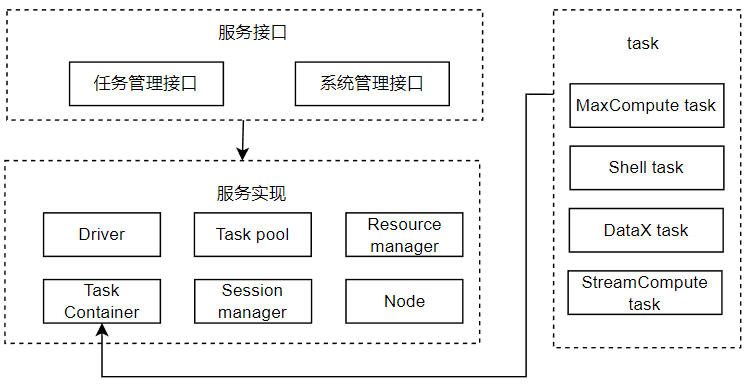 服务接口
任务管理接口
系统管理接口
服务实现
Driver
Task pool
Resource
manager
Task
Container
Session
manager
Node
task
MaxCompute task
Shell task
DataX task
StreamCompute
task